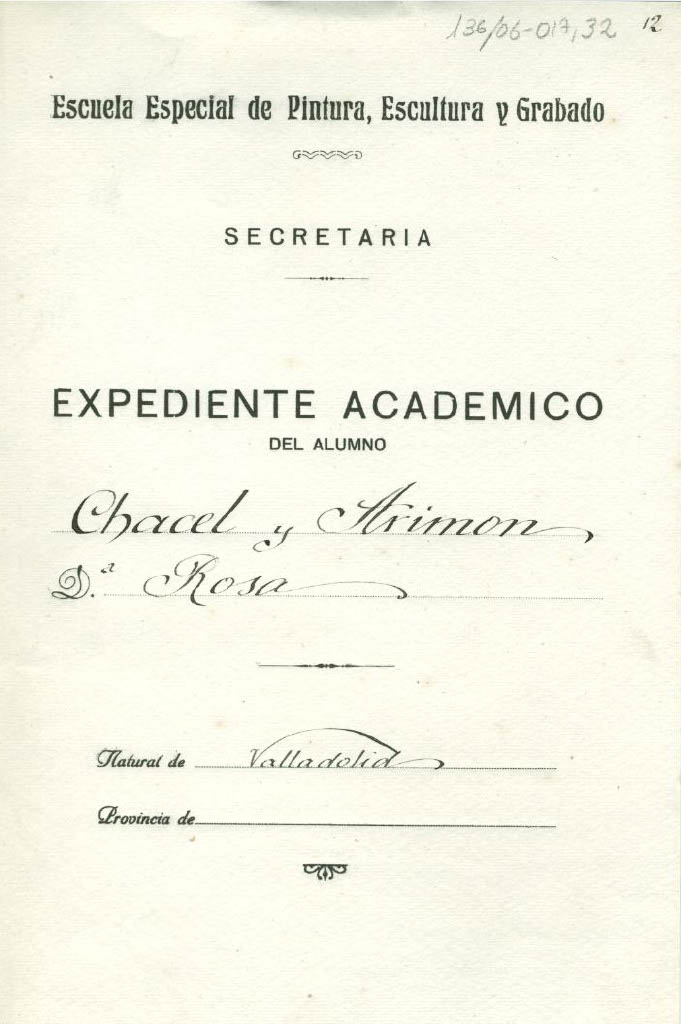 136/06-017,32 12
Escuela Especial de Pintura, Escultura y Grabado
SECRETARIA
EXPEDIENTE ACADEMICO
DEL ALUMNO
Chacel y Arimon
D.ª Rosa
Natural de Valladolid
Provincia de